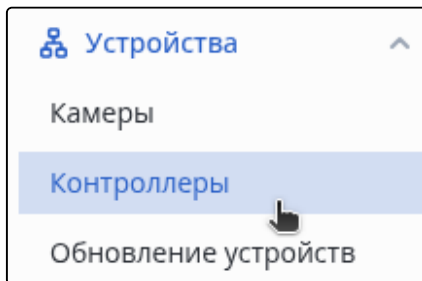 Устройства
Камеры
Контроллеры
Обновление устройств